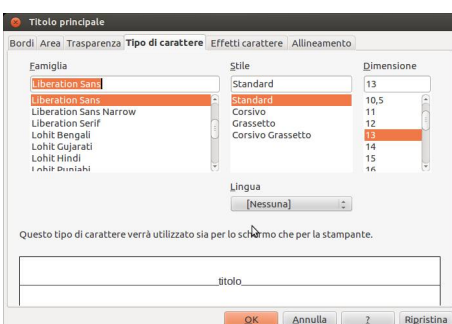 Titolo principale
Bordi Area Trasparenza Tipo di carattere Effetti carattere Allineamento
Famiglia Stile Dimensione
Liberation Sans Standard 13
Liberation Sans Standard 10,5
Liberation Sans Narrow Corsivo 11
Liberation Serif Grassetto 12
Lohit Bengali Corsivo Grassetto 13
Lohit Gujarati 14
Lohit Hindi 15
Lohit Punjabi 16
Lingua
[Nessuna]
Questo tipo di carattere verrà utilizzato sia per lo schermo che per la stampante.
titolo
OK Annulla ? Ripristina